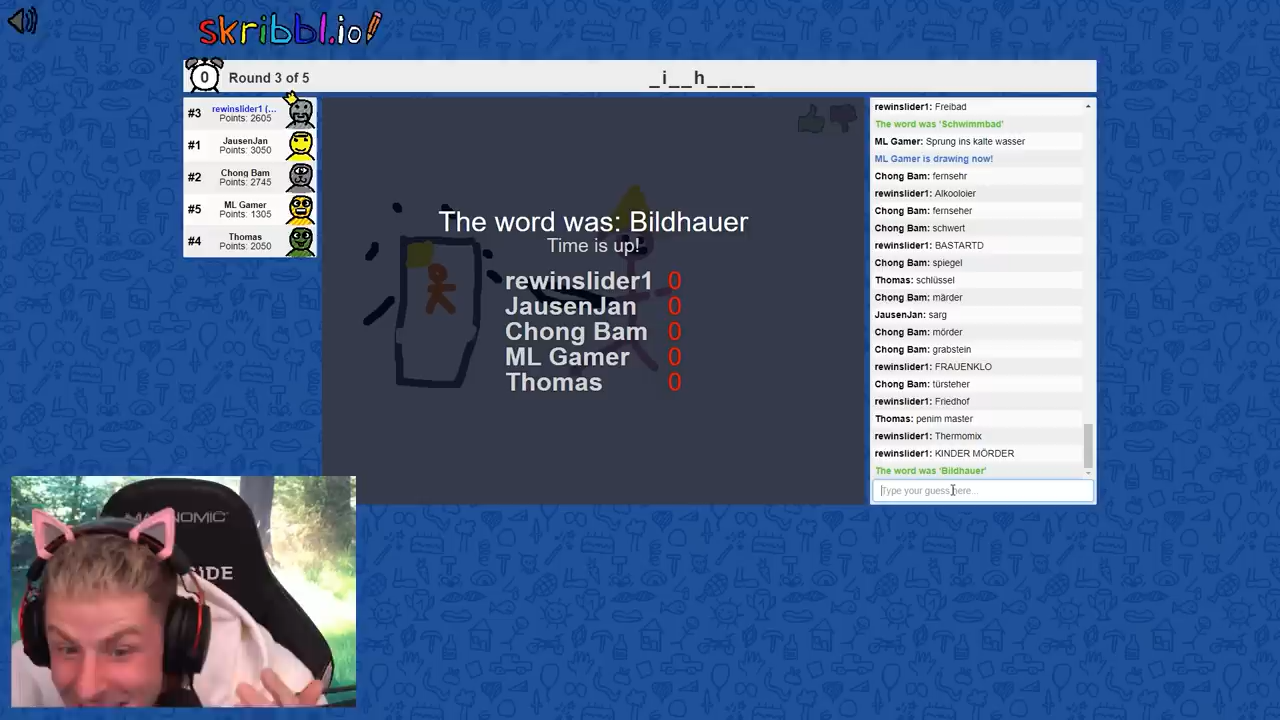 skribbl.io
0
Round 3 of 5
_i__h____
#3
rewinslider1 (...
Points: 2605
#1
JausenJan
Points: 3050
#2
Chong Bam
Points: 2745
#5
ML Gamer
Points: 1305
#4
Thomas
Points: 2050
The word was: Bildhauer
Time is up!
rewinslider1 0
JausenJan 0
Chong Bam 0
ML Gamer 0
Thomas 0
rewinslider1: Freibad
The word was 'Schwimmbad'
ML Gamer: Sprung ins kalte wasser
ML Gamer is drawing now!
Chong Bam: fernsehr
rewinslider1: Alkooloier
Chong Bam: fernseher
Chong Bam: schwert
rewinslider1: BASTARTD
Chong Bam: spiegel
Thomas: schlüssel
Chong Bam: märder
JausenJan: sarg
Chong Bam: mörder
Chong Bam: grabstein
rewinslider1: FRAUENKLO
Chong Bam: türsteher
rewinslider1: Friedhof
Thomas: penim master
rewinslider1: Thermomix
rewinslider1: KINDER MÖRDER
The word was 'Bildhauer'
Type your guess here...